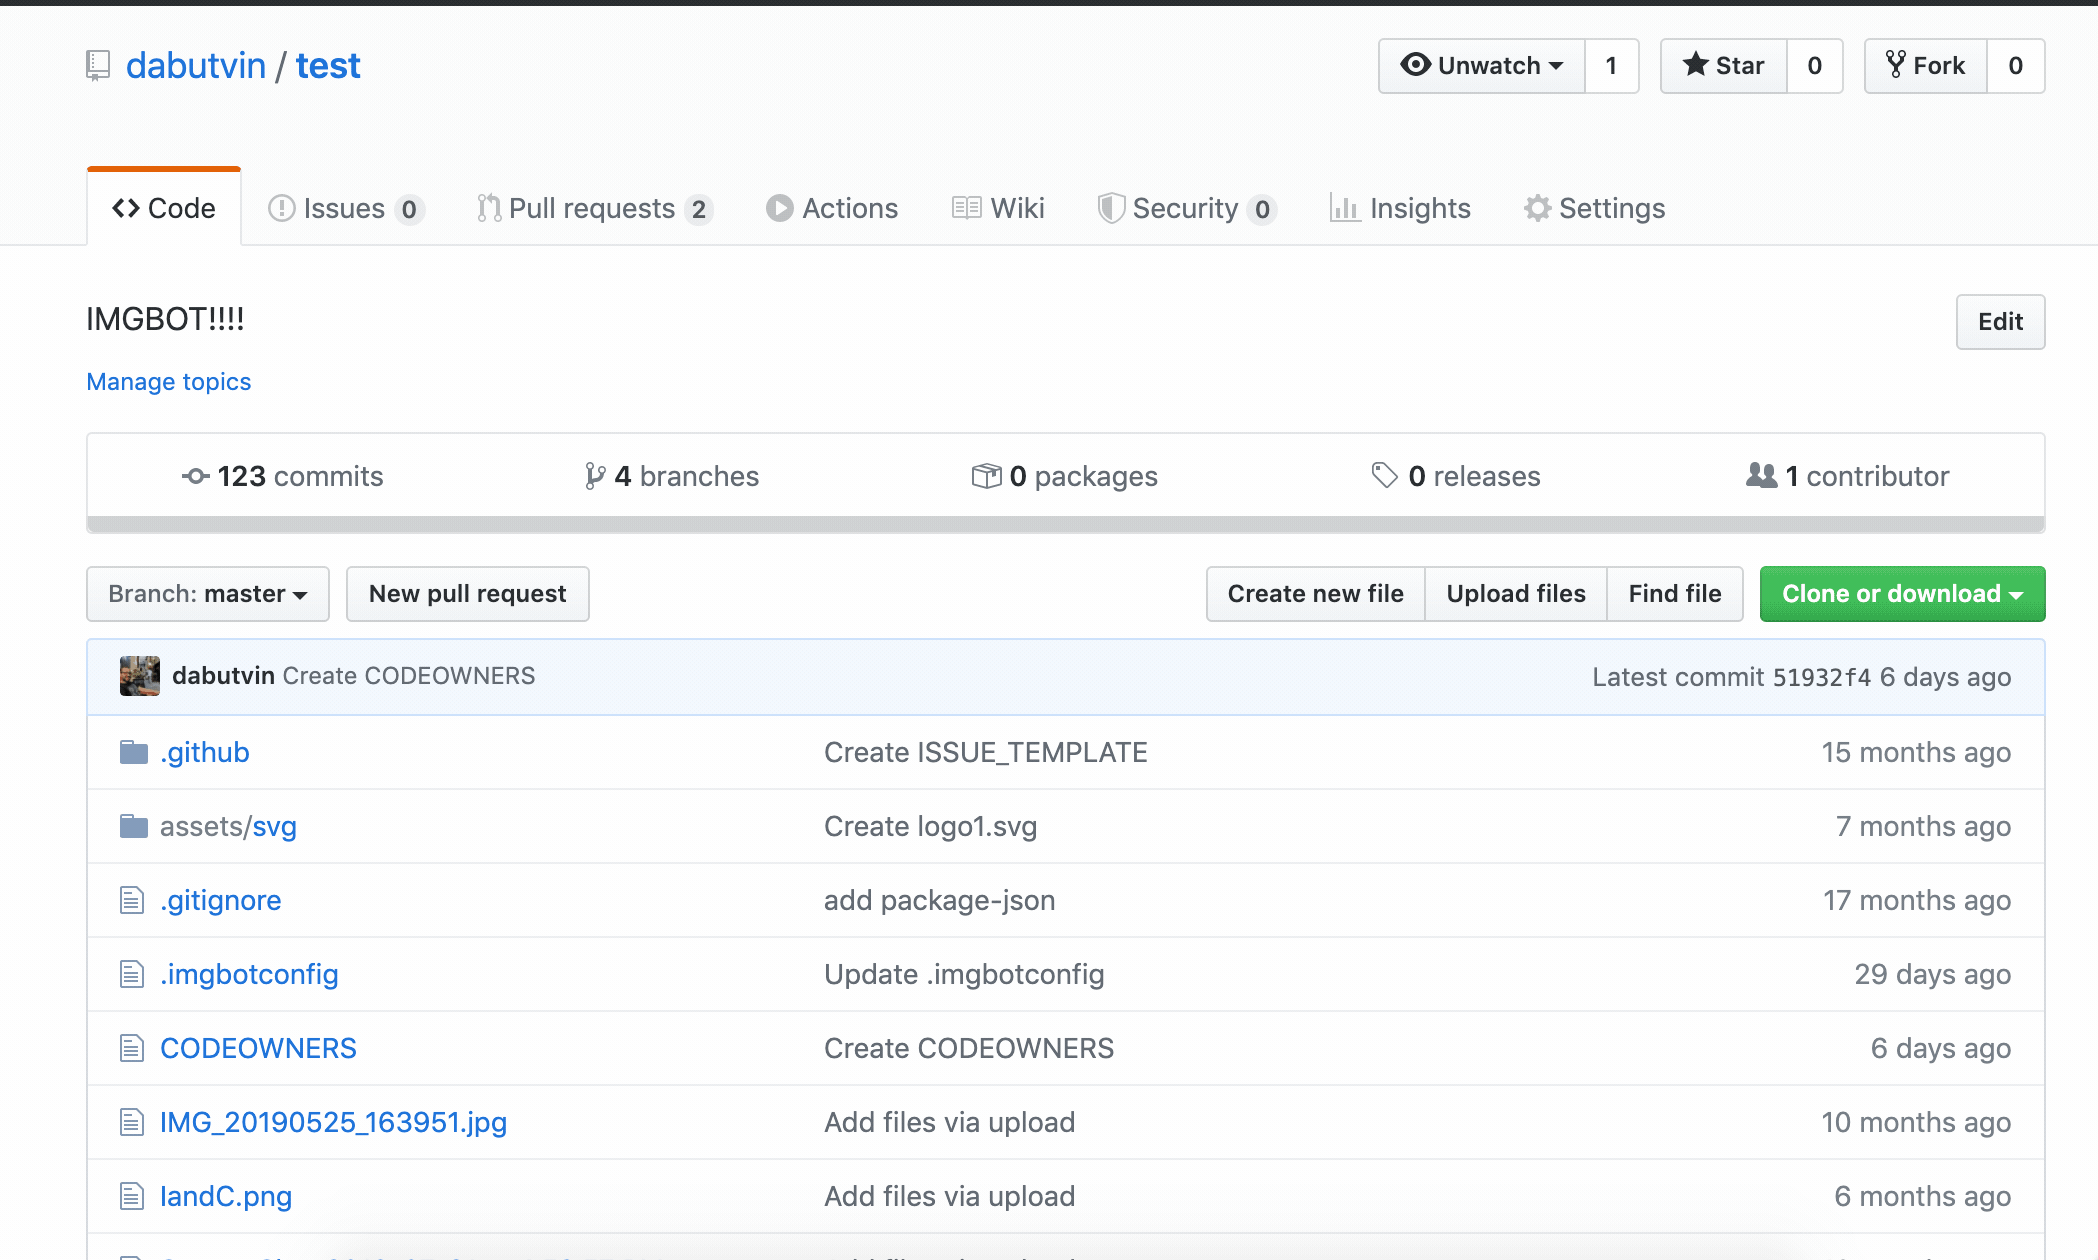 dabutvin / test
Unwatch 1 Star 0 Fork 0
Code Issues 0 Pull requests 2 Actions Wiki Security 0 Insights Settings
IMGBOT!!!!
Edit
Manage topics
123 commits 4 branches 0 packages 0 releases 1 contributor
Branch: master New pull request Create new file Upload files Find file Clone or download
dabutvin Create CODEOWNERS Latest commit 51932f4 6 days ago
.github Create ISSUE_TEMPLATE 15 months ago
assets/svg Create logo1.svg 7 months ago
.gitignore add package-json 17 months ago
.imgbotconfig Update .imgbotconfig 29 days ago
CODEOWNERS Create CODEOWNERS 6 days ago
IMG_20190525_163951.jpg Add files via upload 10 months ago
IandC.png Add files via upload 6 months ago